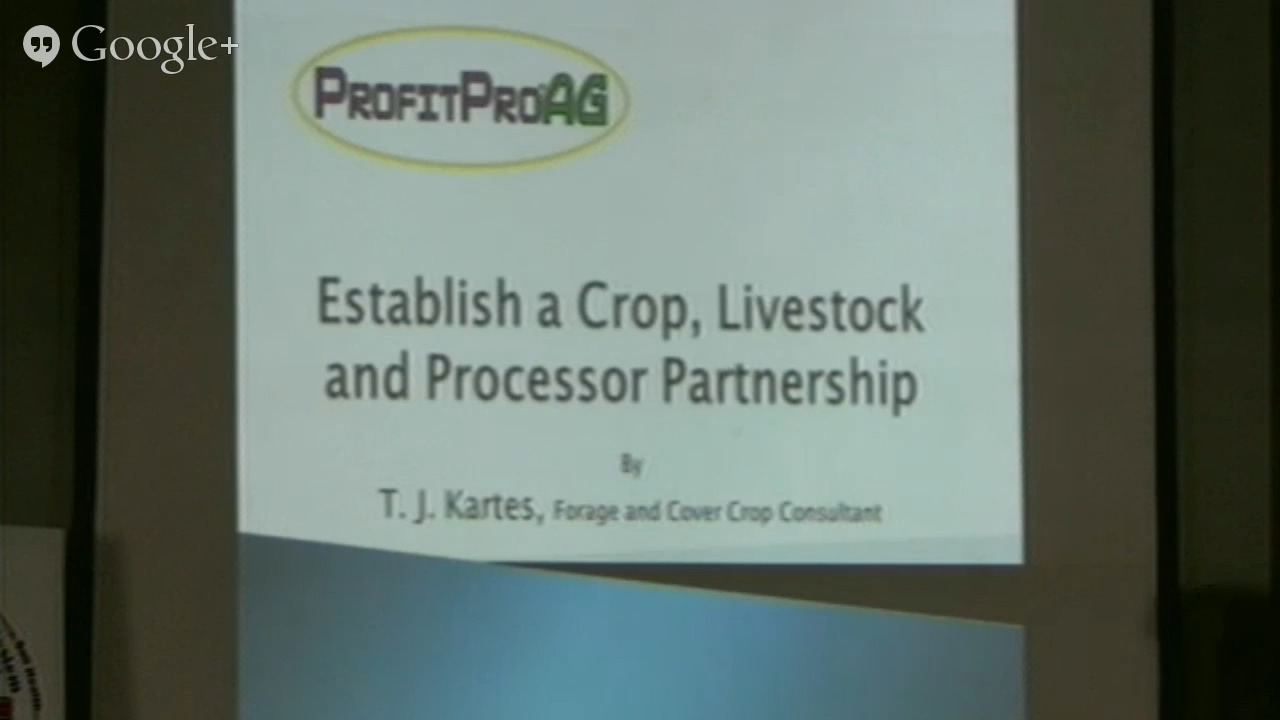 Google+
PROFITPROAG
Establish a Crop, Livestock
and Processor Partnership
By
T. J. Kartes, Forage and Cover Crop Consultant